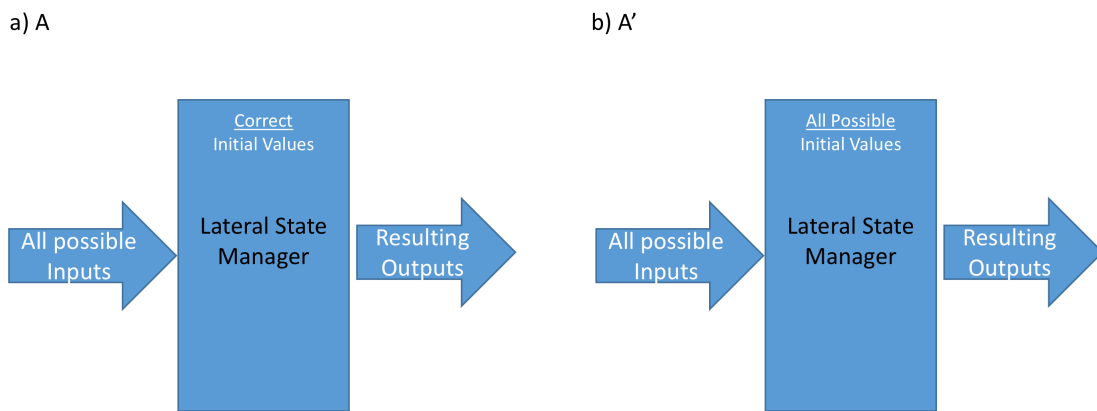 a) A
Correct
Initial Values
Lateral State
Manager
All possible
Inputs
Resulting
Outputs
b) A’
All Possible
Initial Values
Lateral State
Manager
All possible
Inputs
Resulting
Outputs